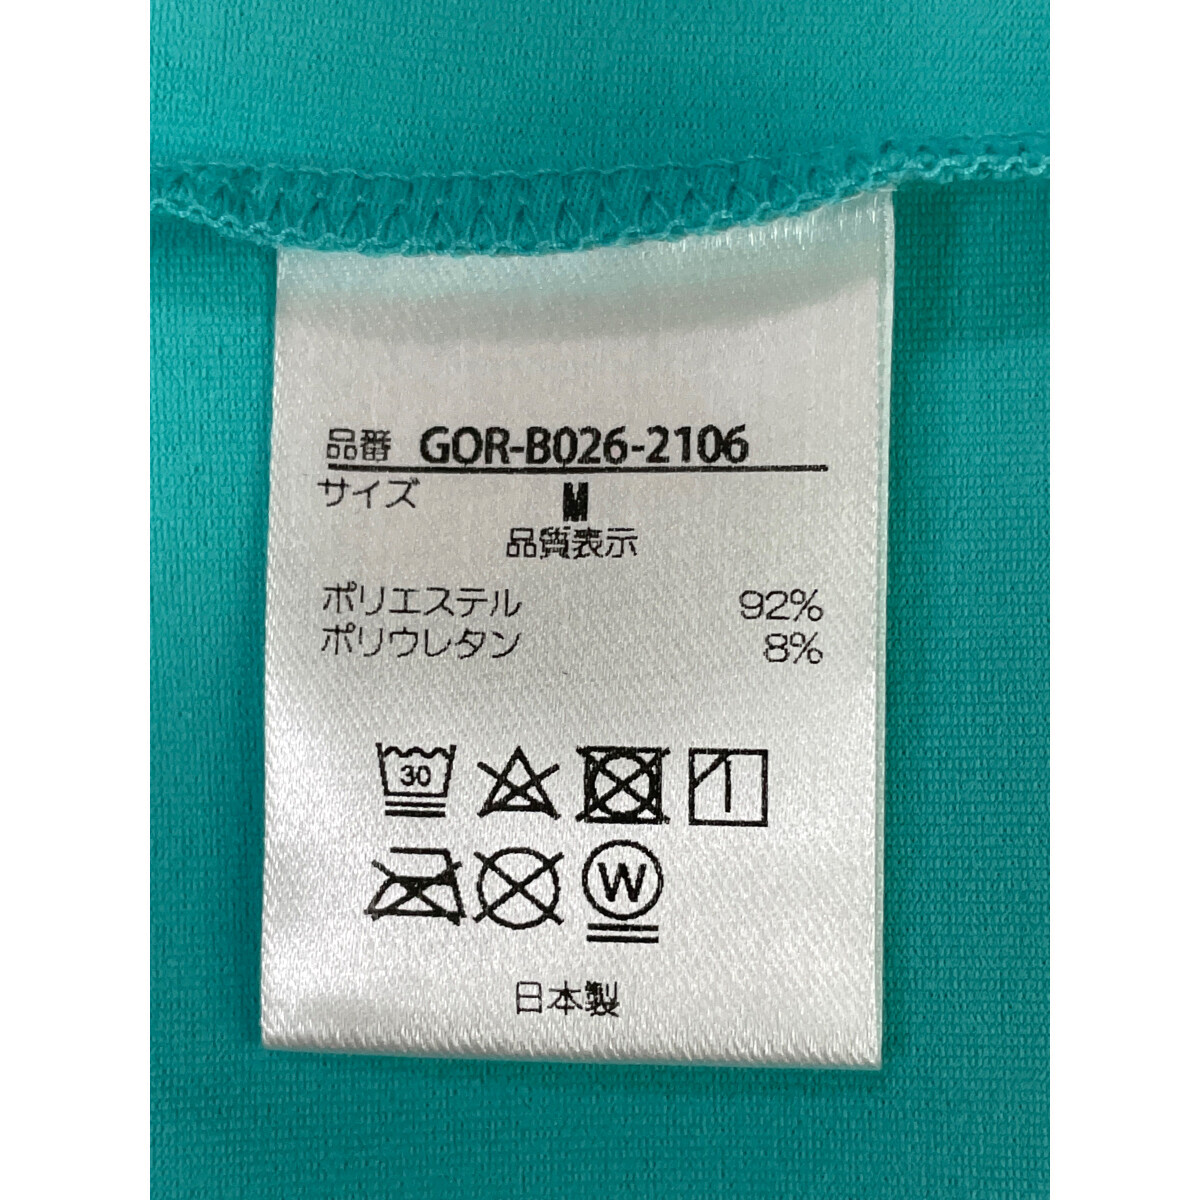 品番 GOR-B026-2106
サイズ M
品質表示
ポリエステル 92%
ポリウレタン 8%
30
W
日本製